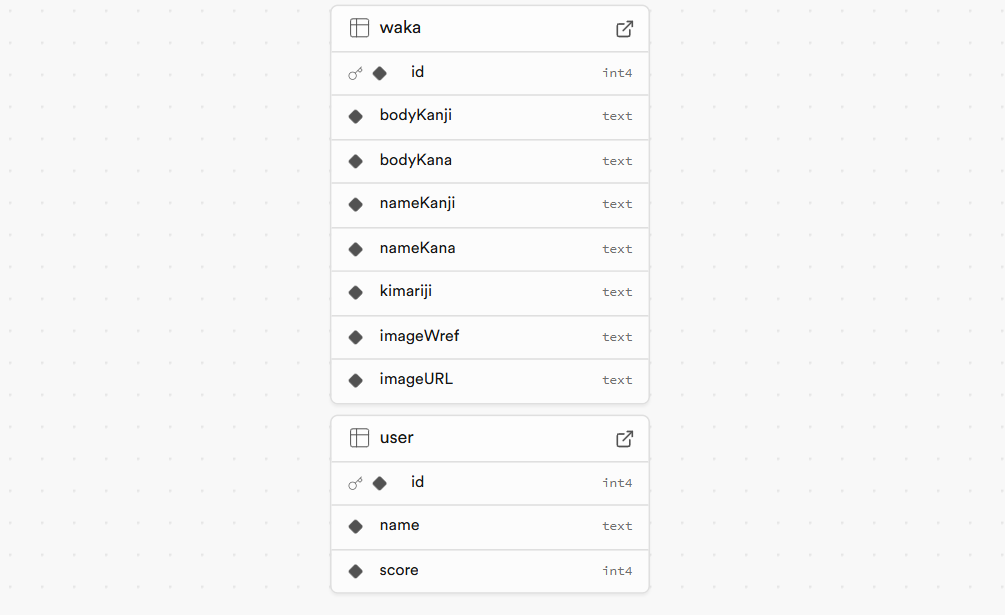 waka
id int4
bodyKanji text
bodyKana text
nameKanji text
nameKana text
kimariji text
imageWref text
imageURL text
user
id int4
name text
score int4